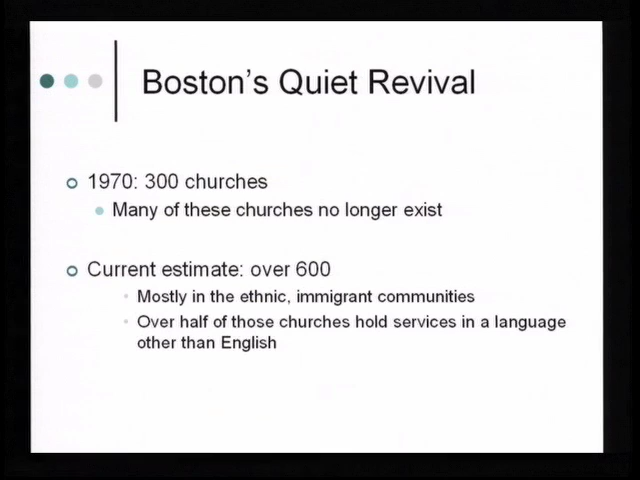 Boston's Quiet Revival
1970: 300 churches
Many of these churches no longer exist
Current estimate: over 600
Mostly in the ethnic, immigrant communities
Over half of those churches hold services in a language
other than English